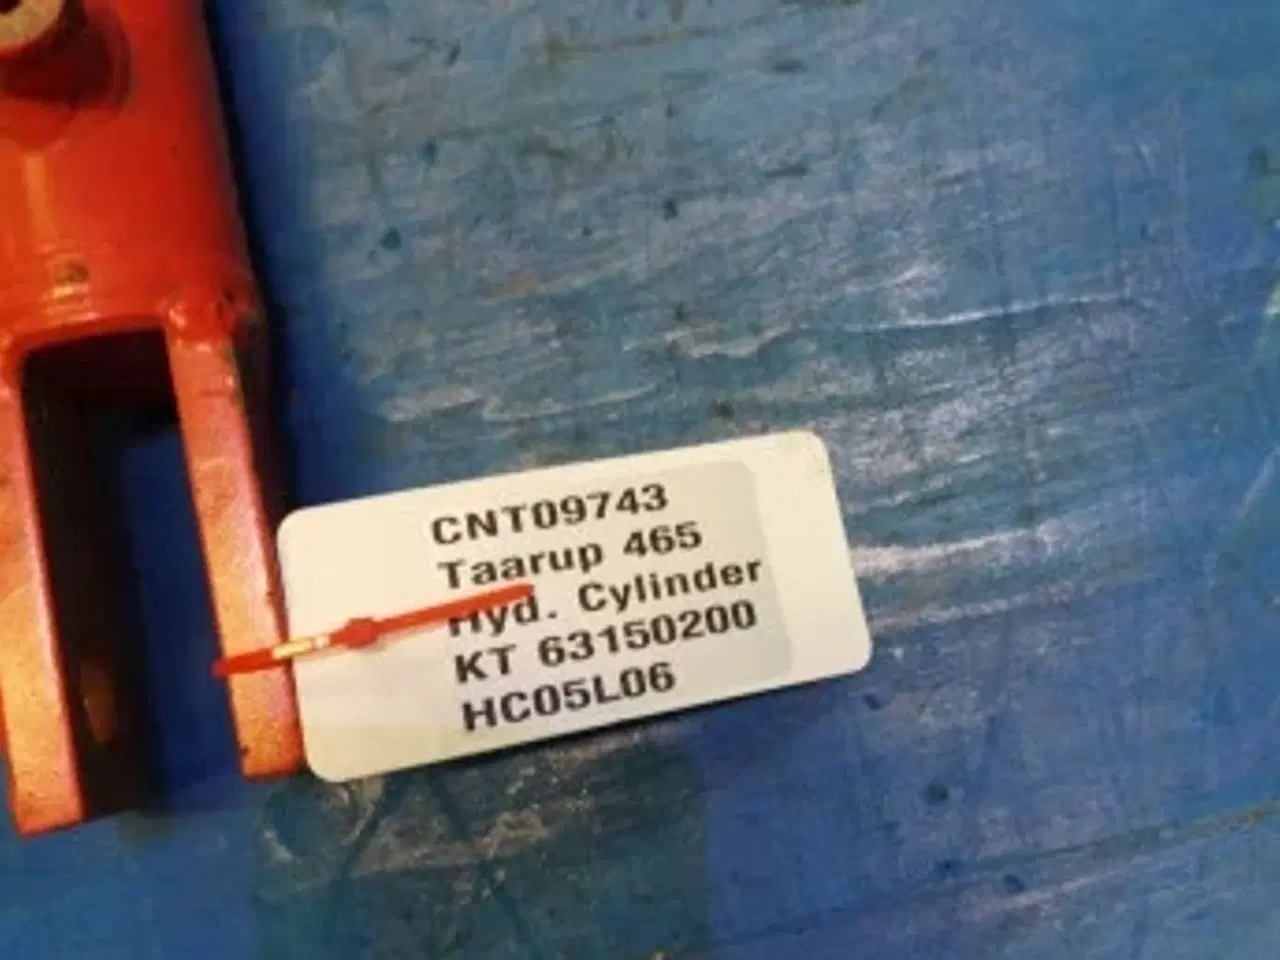 CNT09743
Taarup 465
Hyd. Cylinder
KT 63150200
HC05L06